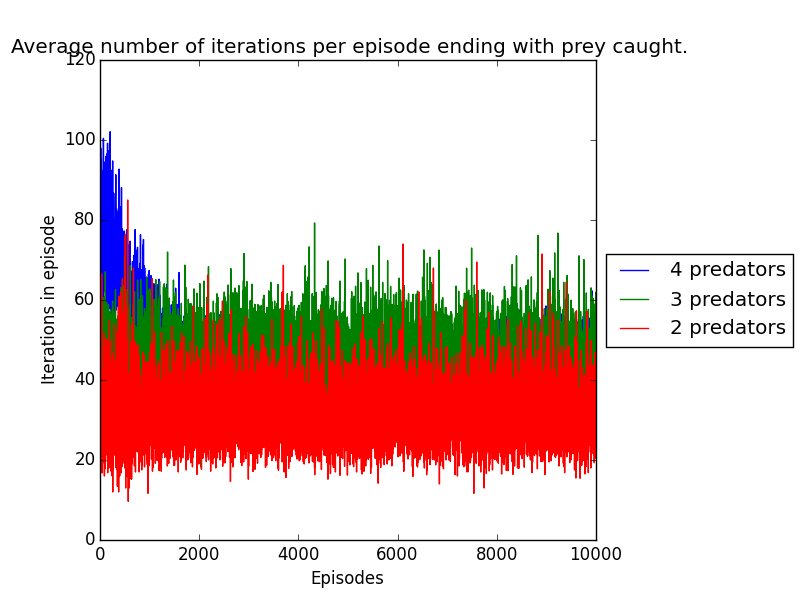 Average number of iterations per episode ending with prey caught.
120
100
80
60
40
20
0
Iterations in episode
0 2000 4000 6000 8000 10000
Episodes
4 predators
3 predators
2 predators